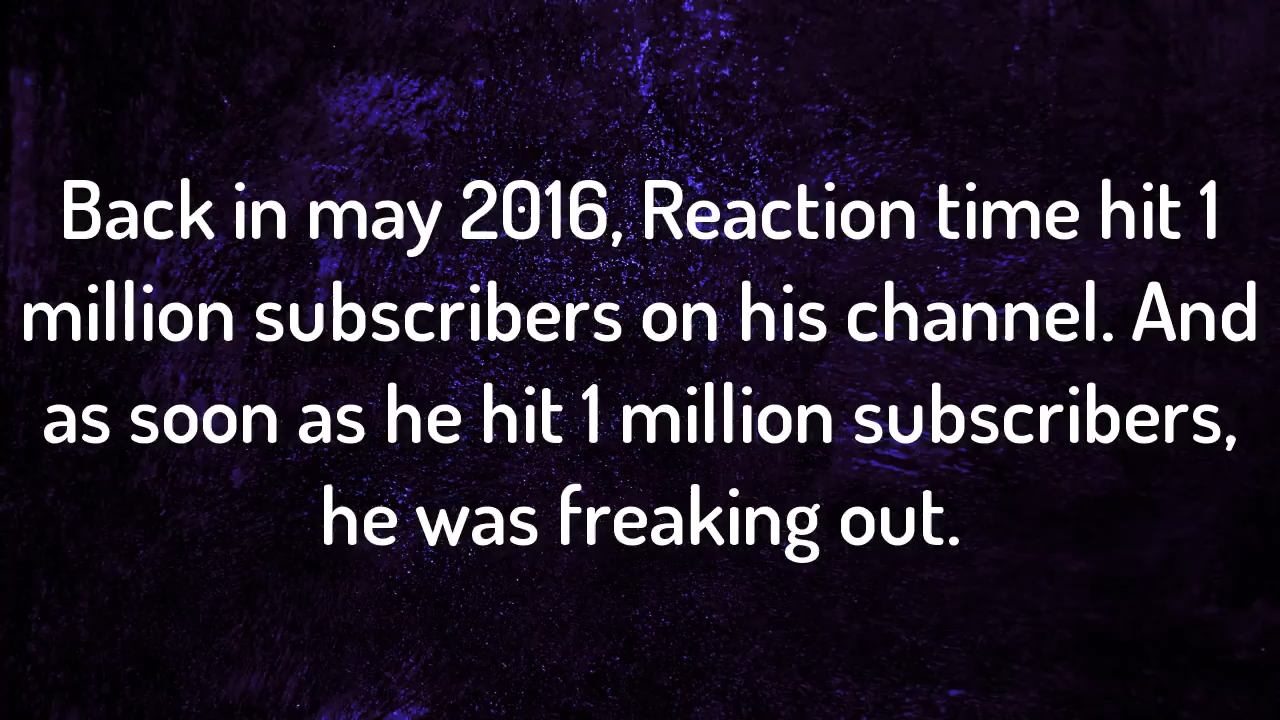 Back in may 2016, Reaction time hit 1
million subscribers on his channel. And
as soon as he hit 1 million subscribers,
he was freaking out.